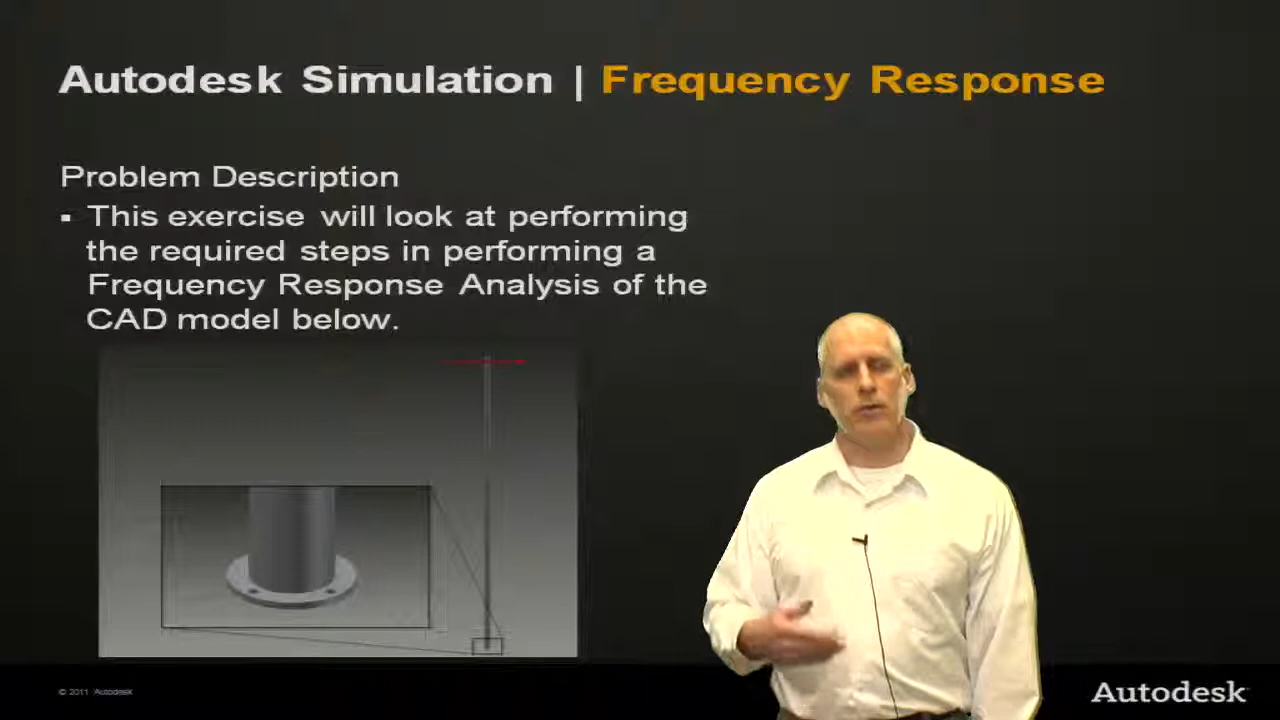 Autodesk Simulation | Frequency Response
Problem Description
▪ This exercise will look at performing
the required steps in performing a
Frequency Response Analysis of the
CAD model below.
© 2011 Autodesk
Autodesk